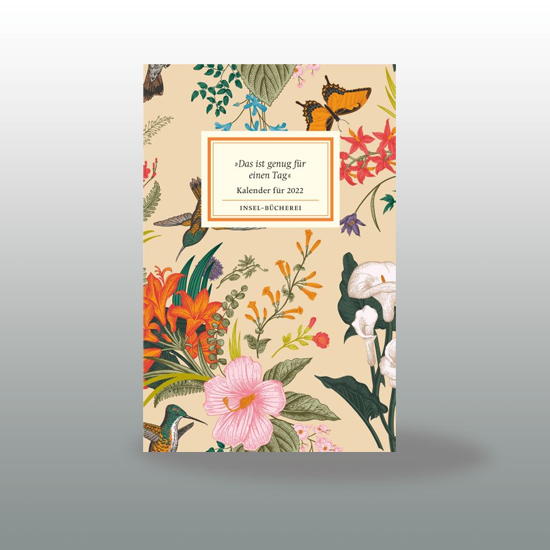 »Das ist genug für
einen Tag«
Kalender für 2022
INSEL-BÜCHEREI